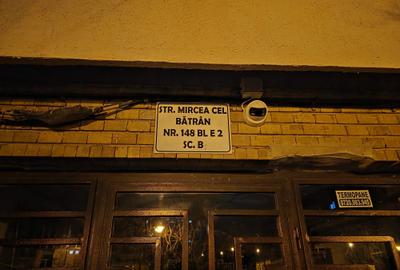 STR. MIRCEA CEL
BĂTRÂN
NR. 148 BL E 2
SC. B
TERMOPANE